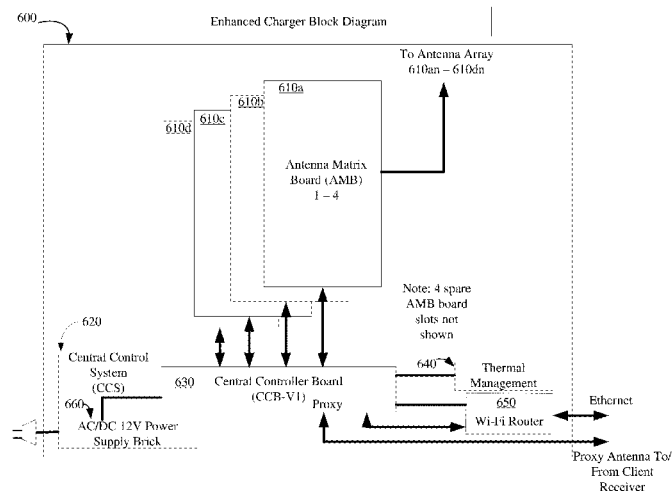 600
Enhanced Charger Block Diagram
To Antenna Array
610an – 610dn
610a
610b
610c
610d
Antenna Matrix
Board (AMB)
1 – 4
Note: 4 spare
AMB board
slots not
shown
620
Central Control
System
(CCS)
630
Central Controller Board
(CCB-V1)
Proxy
640
Thermal
Management
650
Wi-Fi Router
Ethernet
660
AC/DC 12V Power
Supply Brick
Proxy Antenna To/
From Client
Receiver